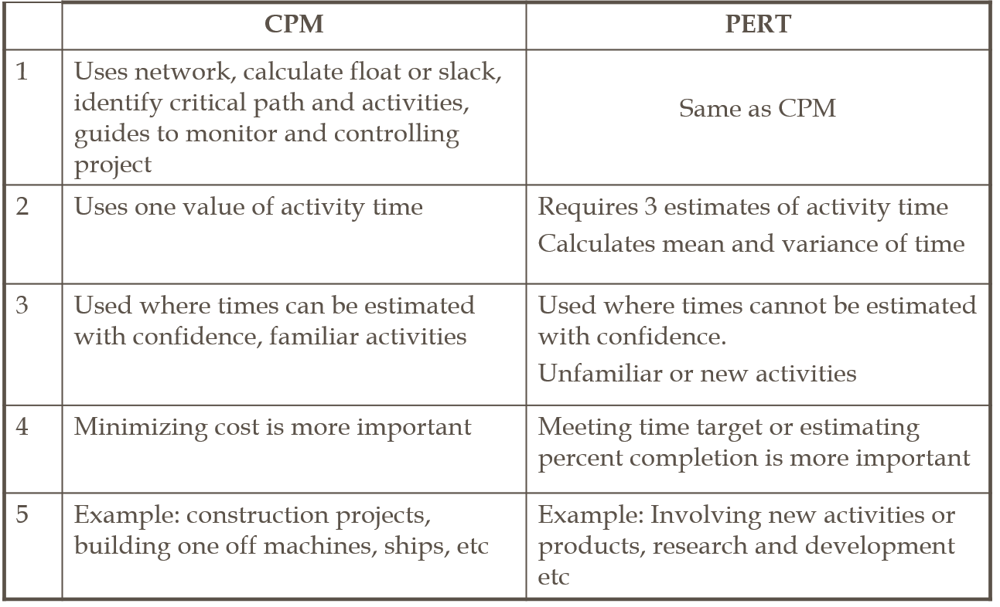 CPM
PERT
1
Uses network, calculate float or slack,
identify critical path and activities,
guides to monitor and controlling
project
Same as CPM
2
Uses one value of activity time
Requires 3 estimates of activity time
Calculates mean and variance of time
3
Used where times can be estimated
with confidence, familiar activities
Used where times cannot be estimated
with confidence.
Unfamiliar or new activities
4
Minimizing cost is more important
Meeting time target or estimating
percent completion is more important
5
Example: construction projects,
building one off machines, ships, etc
Example: Involving new activities or
products, research and development
etc